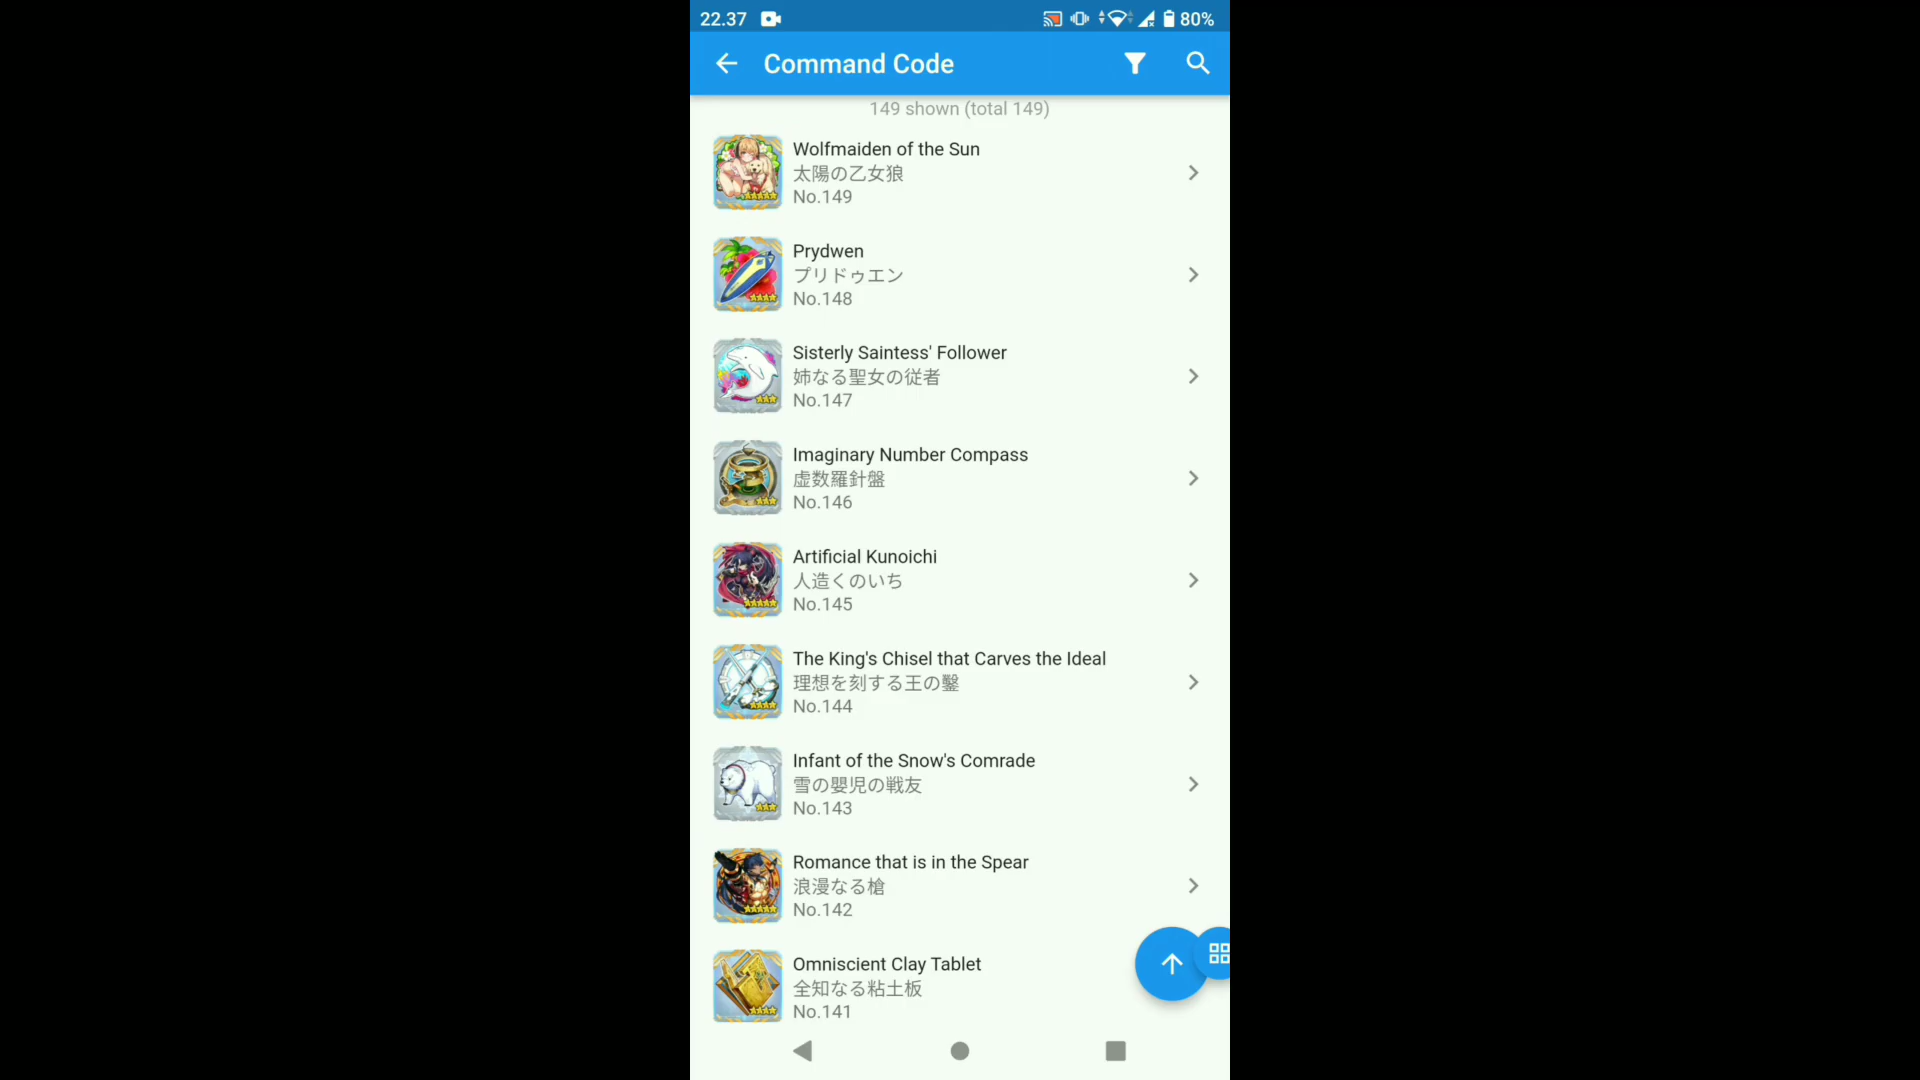 22.37
80%
Command Code
149 shown (total 149)
Wolfmaiden of the Sun
太陽の乙女狼
No.149
Prydwen
プリドゥエン
No.148
Sisterly Saintess' Follower
姉なる聖女の従者
No.147
Imaginary Number Compass
虚数羅針盤
No.146
Artificial Kunoichi
人造くのいち
No.145
The King's Chisel that Carves the Ideal
理想を刻する王の鑿
No.144
Infant of the Snow's Comrade
雪の嬰児の戦友
No.143
Romance that is in the Spear
浪漫なる槍
No.142
Omniscient Clay Tablet
全知なる粘土板
No.141